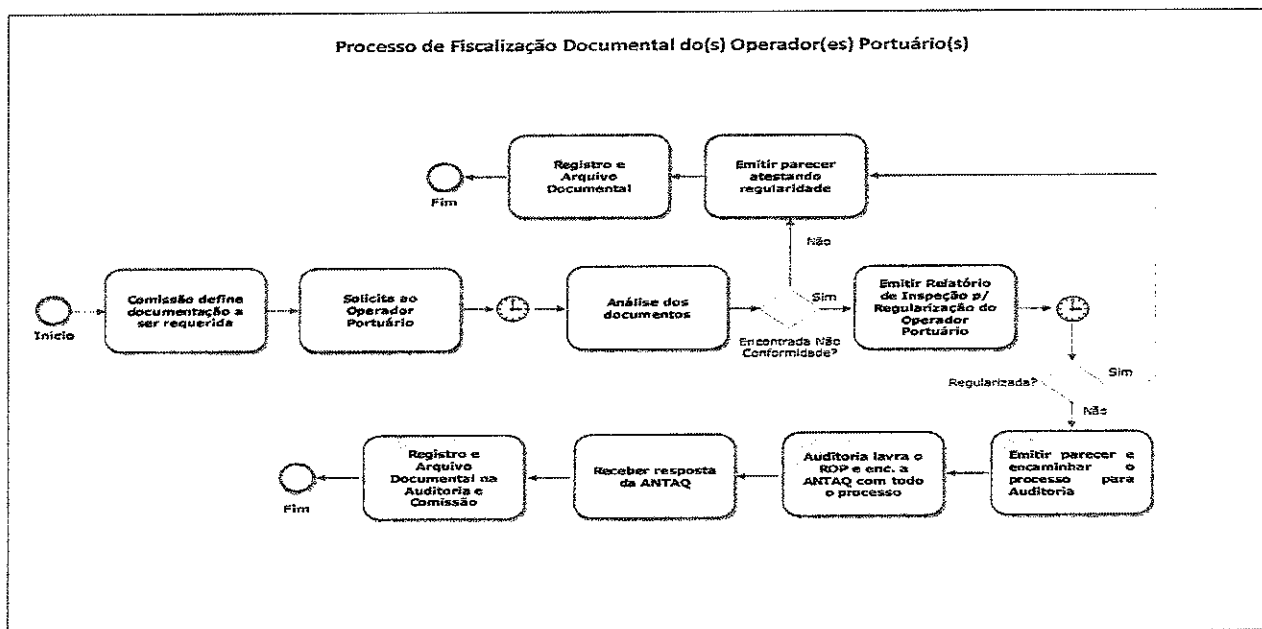 Processo de Fiscalização Documental do(s) Operador(es) Portuário(s)
Registro e
Arquivo
Documental
Emitir parecer
atestando
regularidade
Fim
Não
Início
Comissão define
documentação a
ser requerida
Solicita ao
Operador
Portuário
Análise dos
documentos
Sim
Encontrada Não
Conformidade?
Emitir Relatório
de Inspeção p/
Regularização do
Operador
Portuário
Regularizada?
Sim
Não
Fim
Registro e
Arquivo
Documental na
Auditoria e
Comissão
Receber resposta
da ANTAQ
Auditoria lavra o
ROP e enc. a
ANTAQ com todo
o processo
Emitir parecer e
encaminhar o
processo para
Auditoria